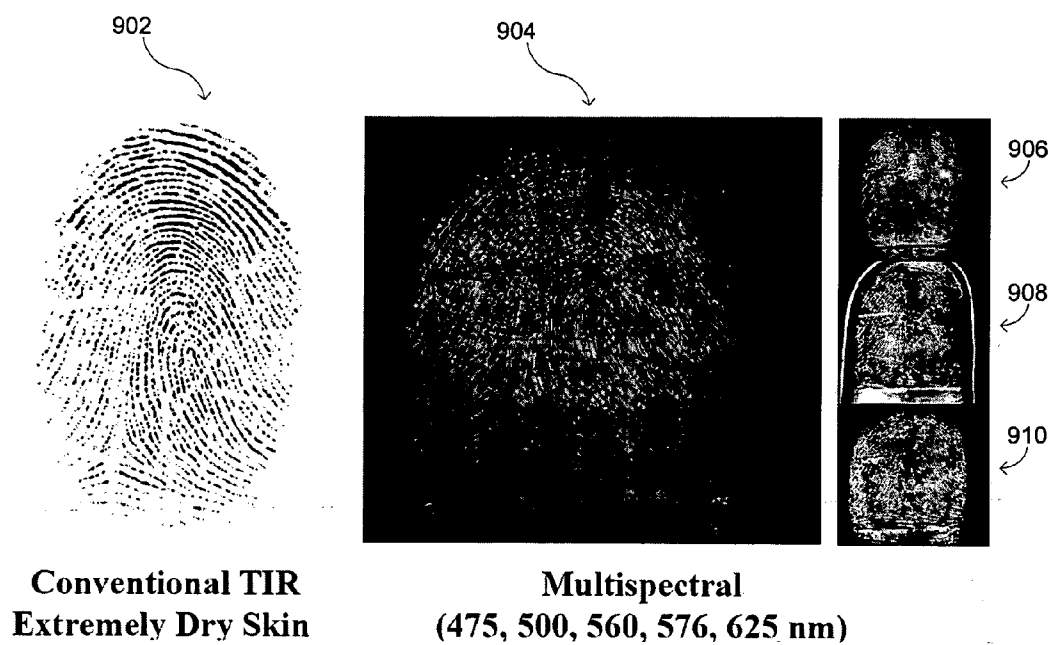 902
904
906
908
910
Conventional TIR
Extremely Dry Skin
Multispectral
(475, 500, 560, 576, 625 nm)